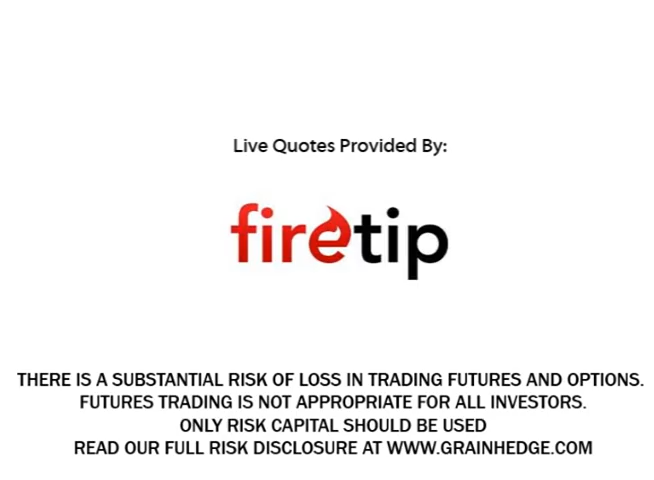 Live Quotes Provided By:
firetip
THERE IS A SUBSTANTIAL RISK OF LOSS IN TRADING FUTURES AND OPTIONS.
FUTURES TRADING IS NOT APPROPRIATE FOR ALL INVESTORS.
ONLY RISK CAPITAL SHOULD BE USED
READ OUR FULL RISK DISCLOSURE AT WWW.GRAINHEDGE.COM